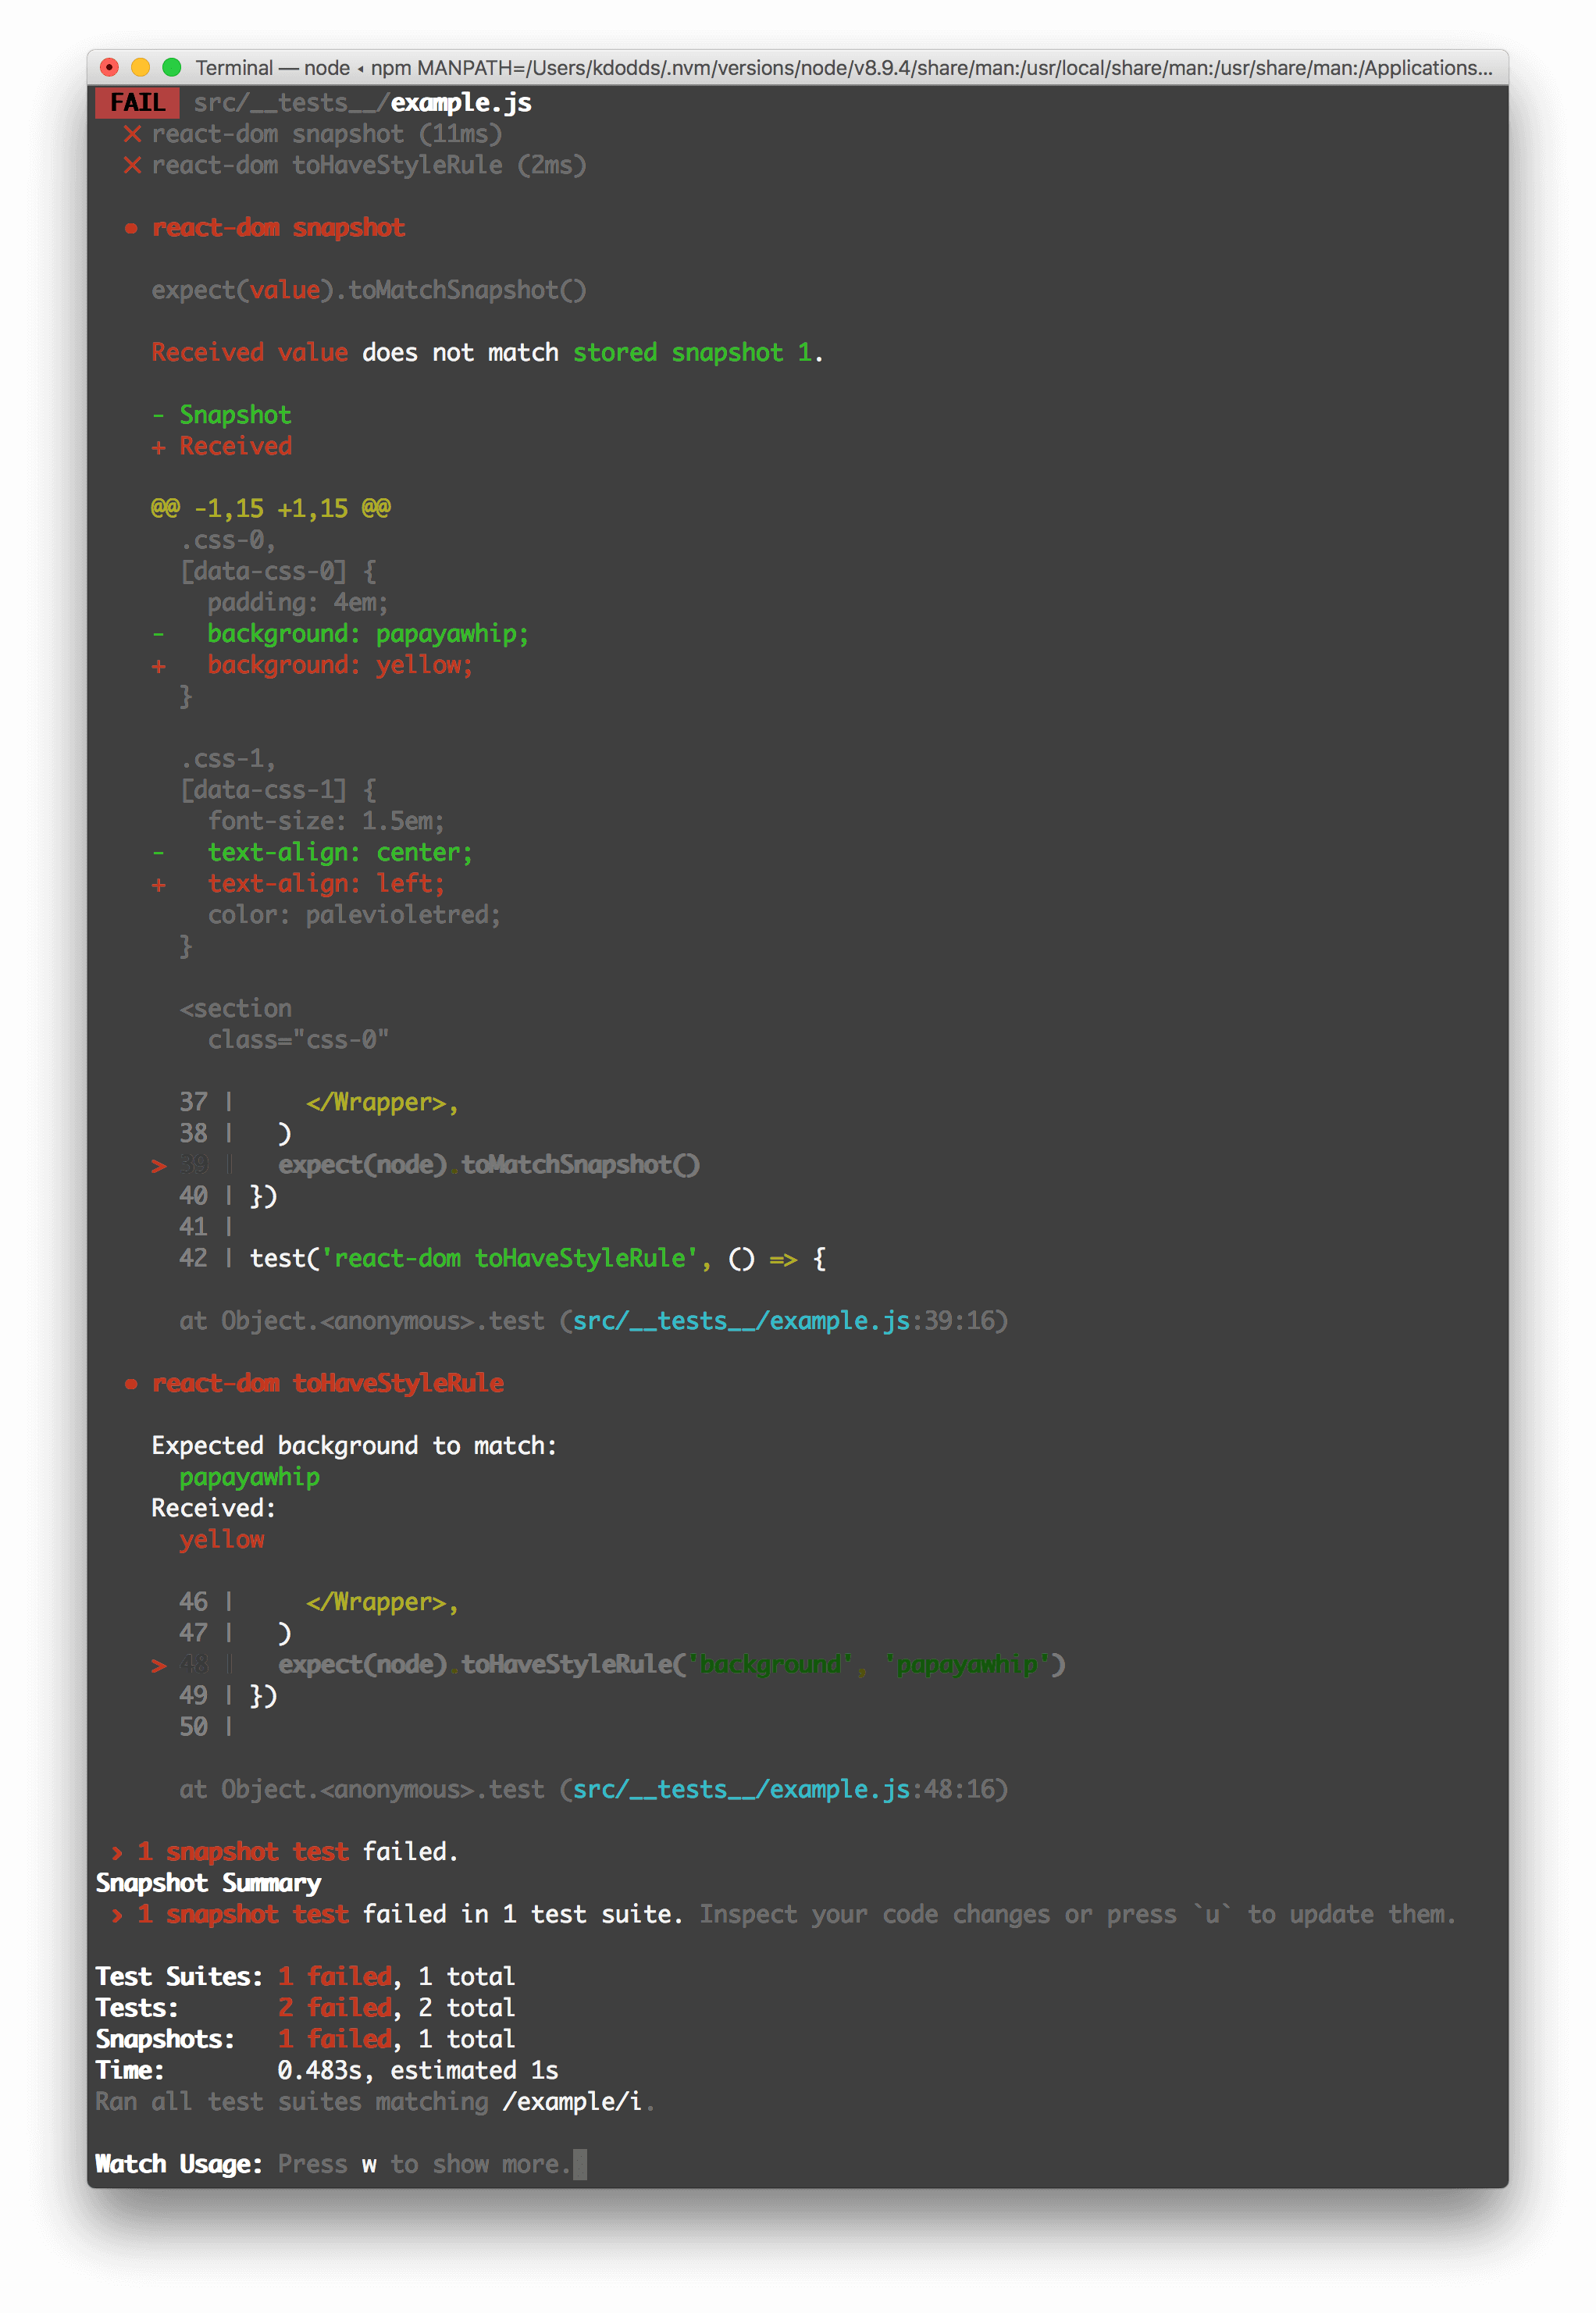 Terminal — node ◂ npm MANPATH=/Users/kdodds/.nvm/versions/node/v8.9.4/share/man:/usr/local/share/man:/usr/share/man:/Applications...
FAIL src/__tests__/example.js
✕ react-dom snapshot (11ms)
✕ react-dom toHaveStyleRule (2ms)
● react-dom snapshot
expect(value).toMatchSnapshot()
Received value does not match stored snapshot 1.
- Snapshot
+ Received
@@ -1,15 +1,15 @@
.css-0,
[data-css-0] {
padding: 4em;
-   background: papayawhip;
+   background: yellow;
}
.css-1,
[data-css-1] {
font-size: 1.5em;
-   text-align: center;
+   text-align: left;
color: palevioletred;
}
<section
class="css-0"
37 |     </Wrapper>,
38 |   )
> 39 |   expect(node).toMatchSnapshot()
40 | })
41 |
42 | test('react-dom toHaveStyleRule', () => {
at Object.<anonymous>.test (src/__tests__/example.js:39:16)
● react-dom toHaveStyleRule
Expected background to match:
papayawhip
Received:
yellow
46 |     </Wrapper>,
47 |   )
> 48 |   expect(node).toHaveStyleRule('background', 'papayawhip')
49 | })
50 |
at Object.<anonymous>.test (src/__tests__/example.js:48:16)
› 1 snapshot test failed.
Snapshot Summary
› 1 snapshot test failed in 1 test suite. Inspect your code changes or press `u` to update them.
Test Suites: 1 failed, 1 total
Tests:       2 failed, 2 total
Snapshots:   1 failed, 1 total
Time:        0.483s, estimated 1s
Ran all test suites matching /example/i.
Watch Usage: Press w to show more.